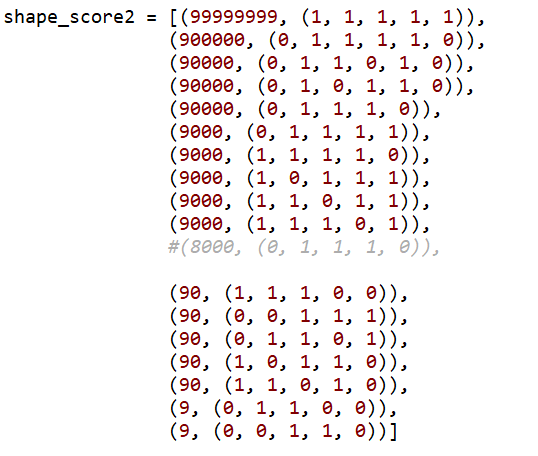 shape_score2 = [(99999999, (1, 1, 1, 1, 1)),
(900000, (0, 1, 1, 1, 1, 0)),
(90000, (0, 1, 1, 0, 1, 0)),
(90000, (0, 1, 0, 1, 1, 0)),
(90000, (0, 1, 1, 1, 0)),
(9000, (0, 1, 1, 1, 1)),
(9000, (1, 1, 1, 1, 0)),
(9000, (1, 0, 1, 1, 1)),
(9000, (1, 1, 0, 1, 1)),
(9000, (1, 1, 1, 0, 1)),
#(8000, (0, 1, 1, 1, 0)),
(90, (1, 1, 1, 0, 0)),
(90, (0, 0, 1, 1, 1)),
(90, (0, 1, 1, 0, 1)),
(90, (1, 0, 1, 1, 0)),
(90, (1, 1, 0, 1, 0)),
(9, (0, 1, 1, 0, 0)),
(9, (0, 0, 1, 1, 0))]